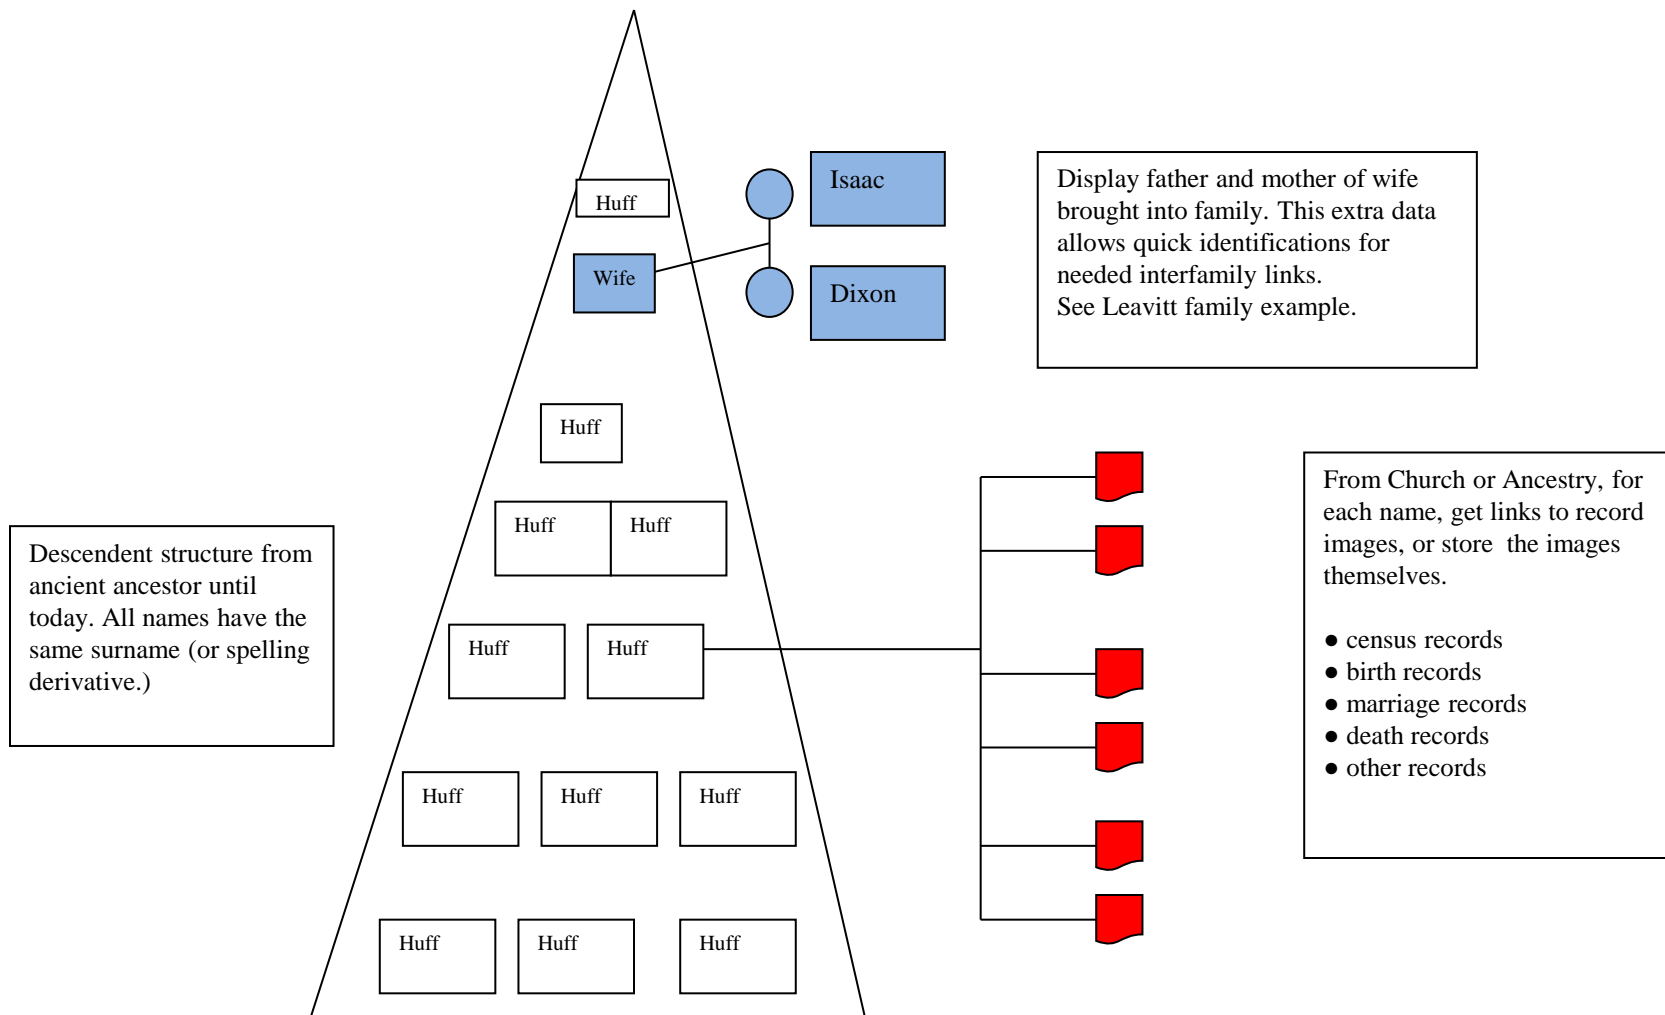 Huff
Wife
Isaac
Dixon
Display father and mother of wife
brought into family. This extra data
allows quick identifications for
needed interfamily links.
See Leavitt family example.
Huff
Huff
Huff
Huff
Huff
Descendent structure from
ancient ancestor until
today. All names have the
same surname (or spelling
derivative.)
From Church or Ancestry, for
each name, get links to record
images, or store  the images
themselves.
● census records
● birth records
● marriage records
● death records
● other records
Huff
Huff
Huff
Huff
Huff
Huff